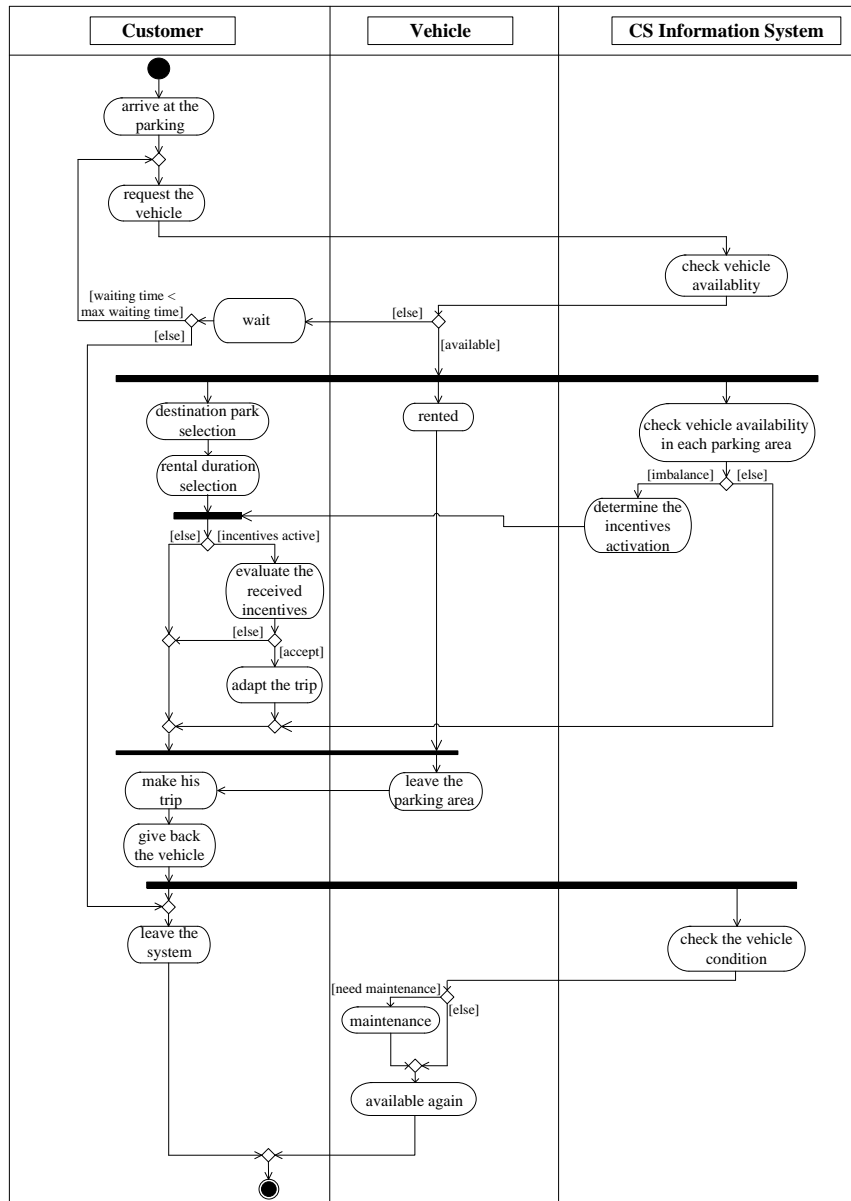 Customer
Vehicle
CS Information System
arrive at the
parking
request the
vehicle
check vehicle
availablity
[waiting time <
max waiting time]
wait
[else]
[else]
[available]
destination park
selection
rented
check vehicle availability
in each parking area
rental duration
selection
[imbalance]
[else]
determine the
incentives
activation
[else]
[incentives active]
evaluate the
received
incentives
[else]
[accept]
adapt the trip
make his
trip
leave the
parking area
give back
the vehicle
leave the
system
check the vehicle
condition
[need maintenance]
[else]
maintenance
available again